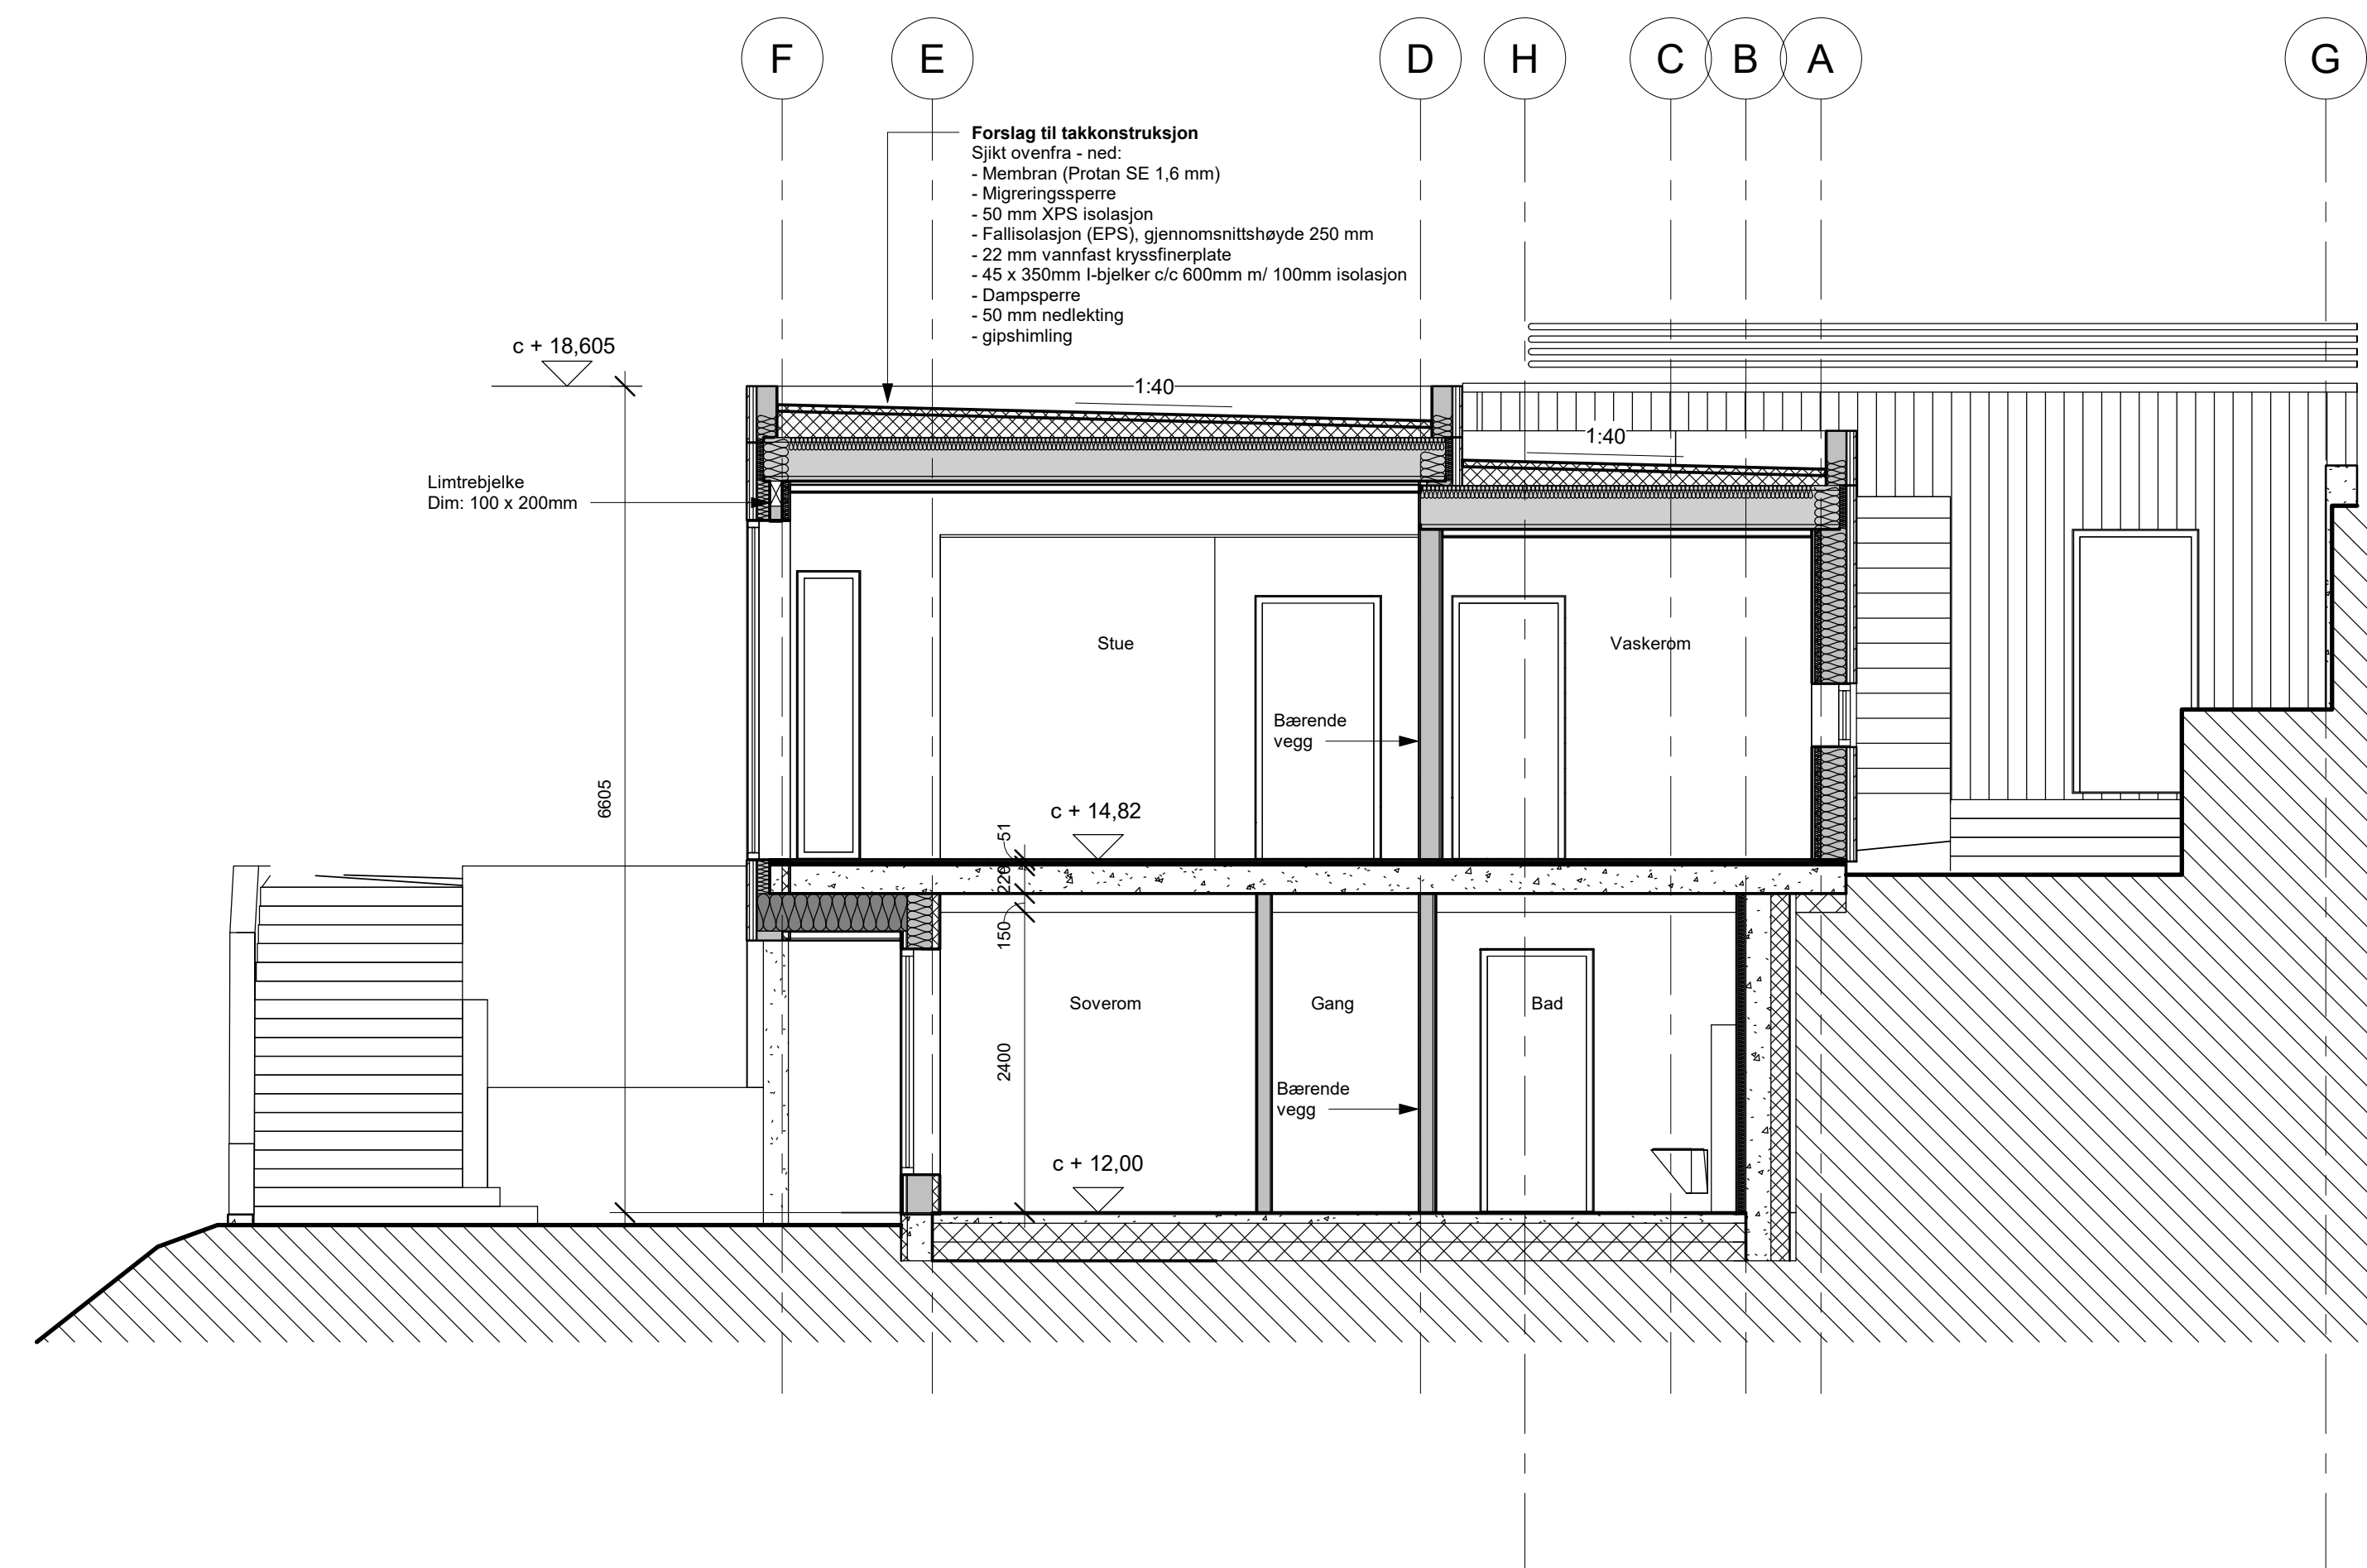 F E D H C B A G
Forslag til takkonstruksjon
Sjikt ovenfra - ned:
- Membran (Protan SE 1,6 mm)
- Migreringssperre
- 50 mm XPS isolasjon
- Fallisolasjon (EPS), gjennomsnittshøyde 250 mm
- 22 mm vannfast kryssfinerplate
- 45 x 350mm I-bjelker c/c 600mm m/ 100mm isolasjon
- Dampsperre
- 50 mm nedlekting
- gipshimling
c + 18,605
1:40
1:40
Limtrebjelke
Dim: 100 x 200mm
Stue
Vaskerom
Bærende
vegg
6605
c + 14,82
51
220
150
Soverom
Gang
Bad
2400
Bærende
vegg
c + 12,00